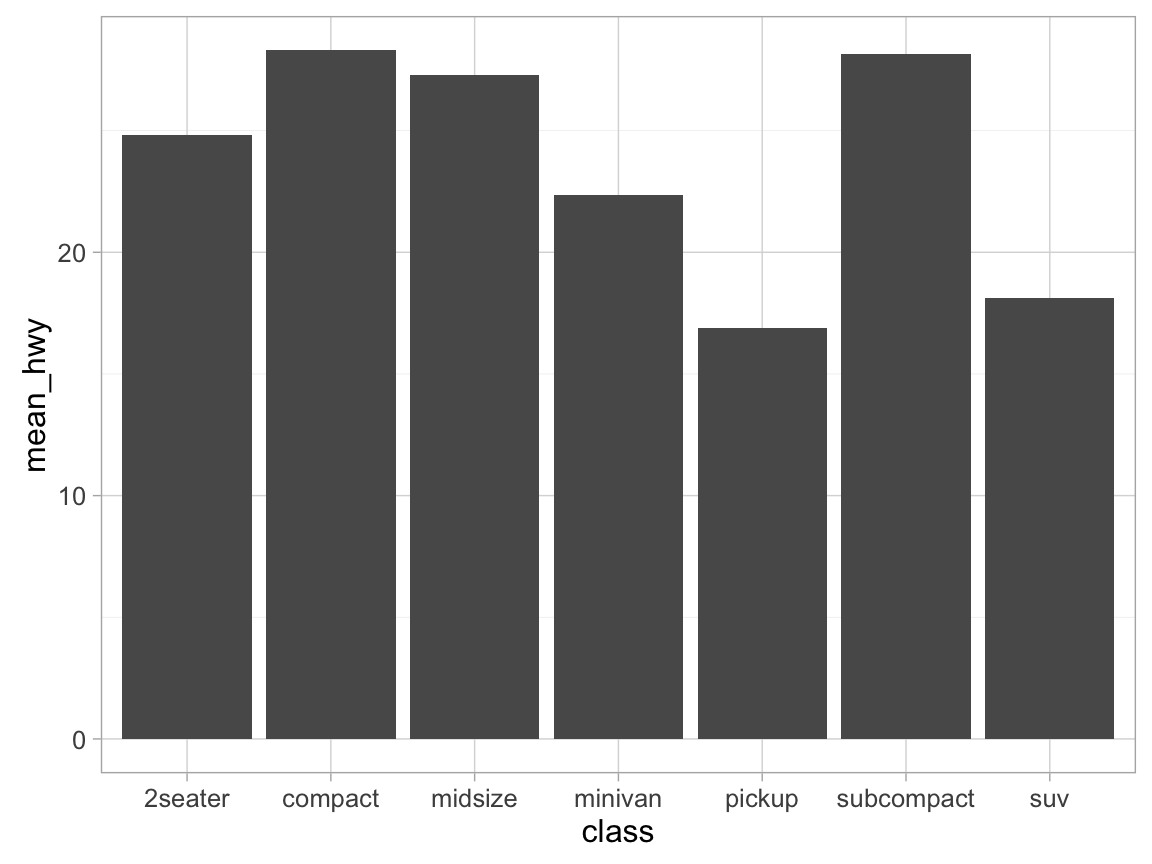 mean_hwy
20
10
0
2seater compact midsize minivan pickup subcompact suv
class